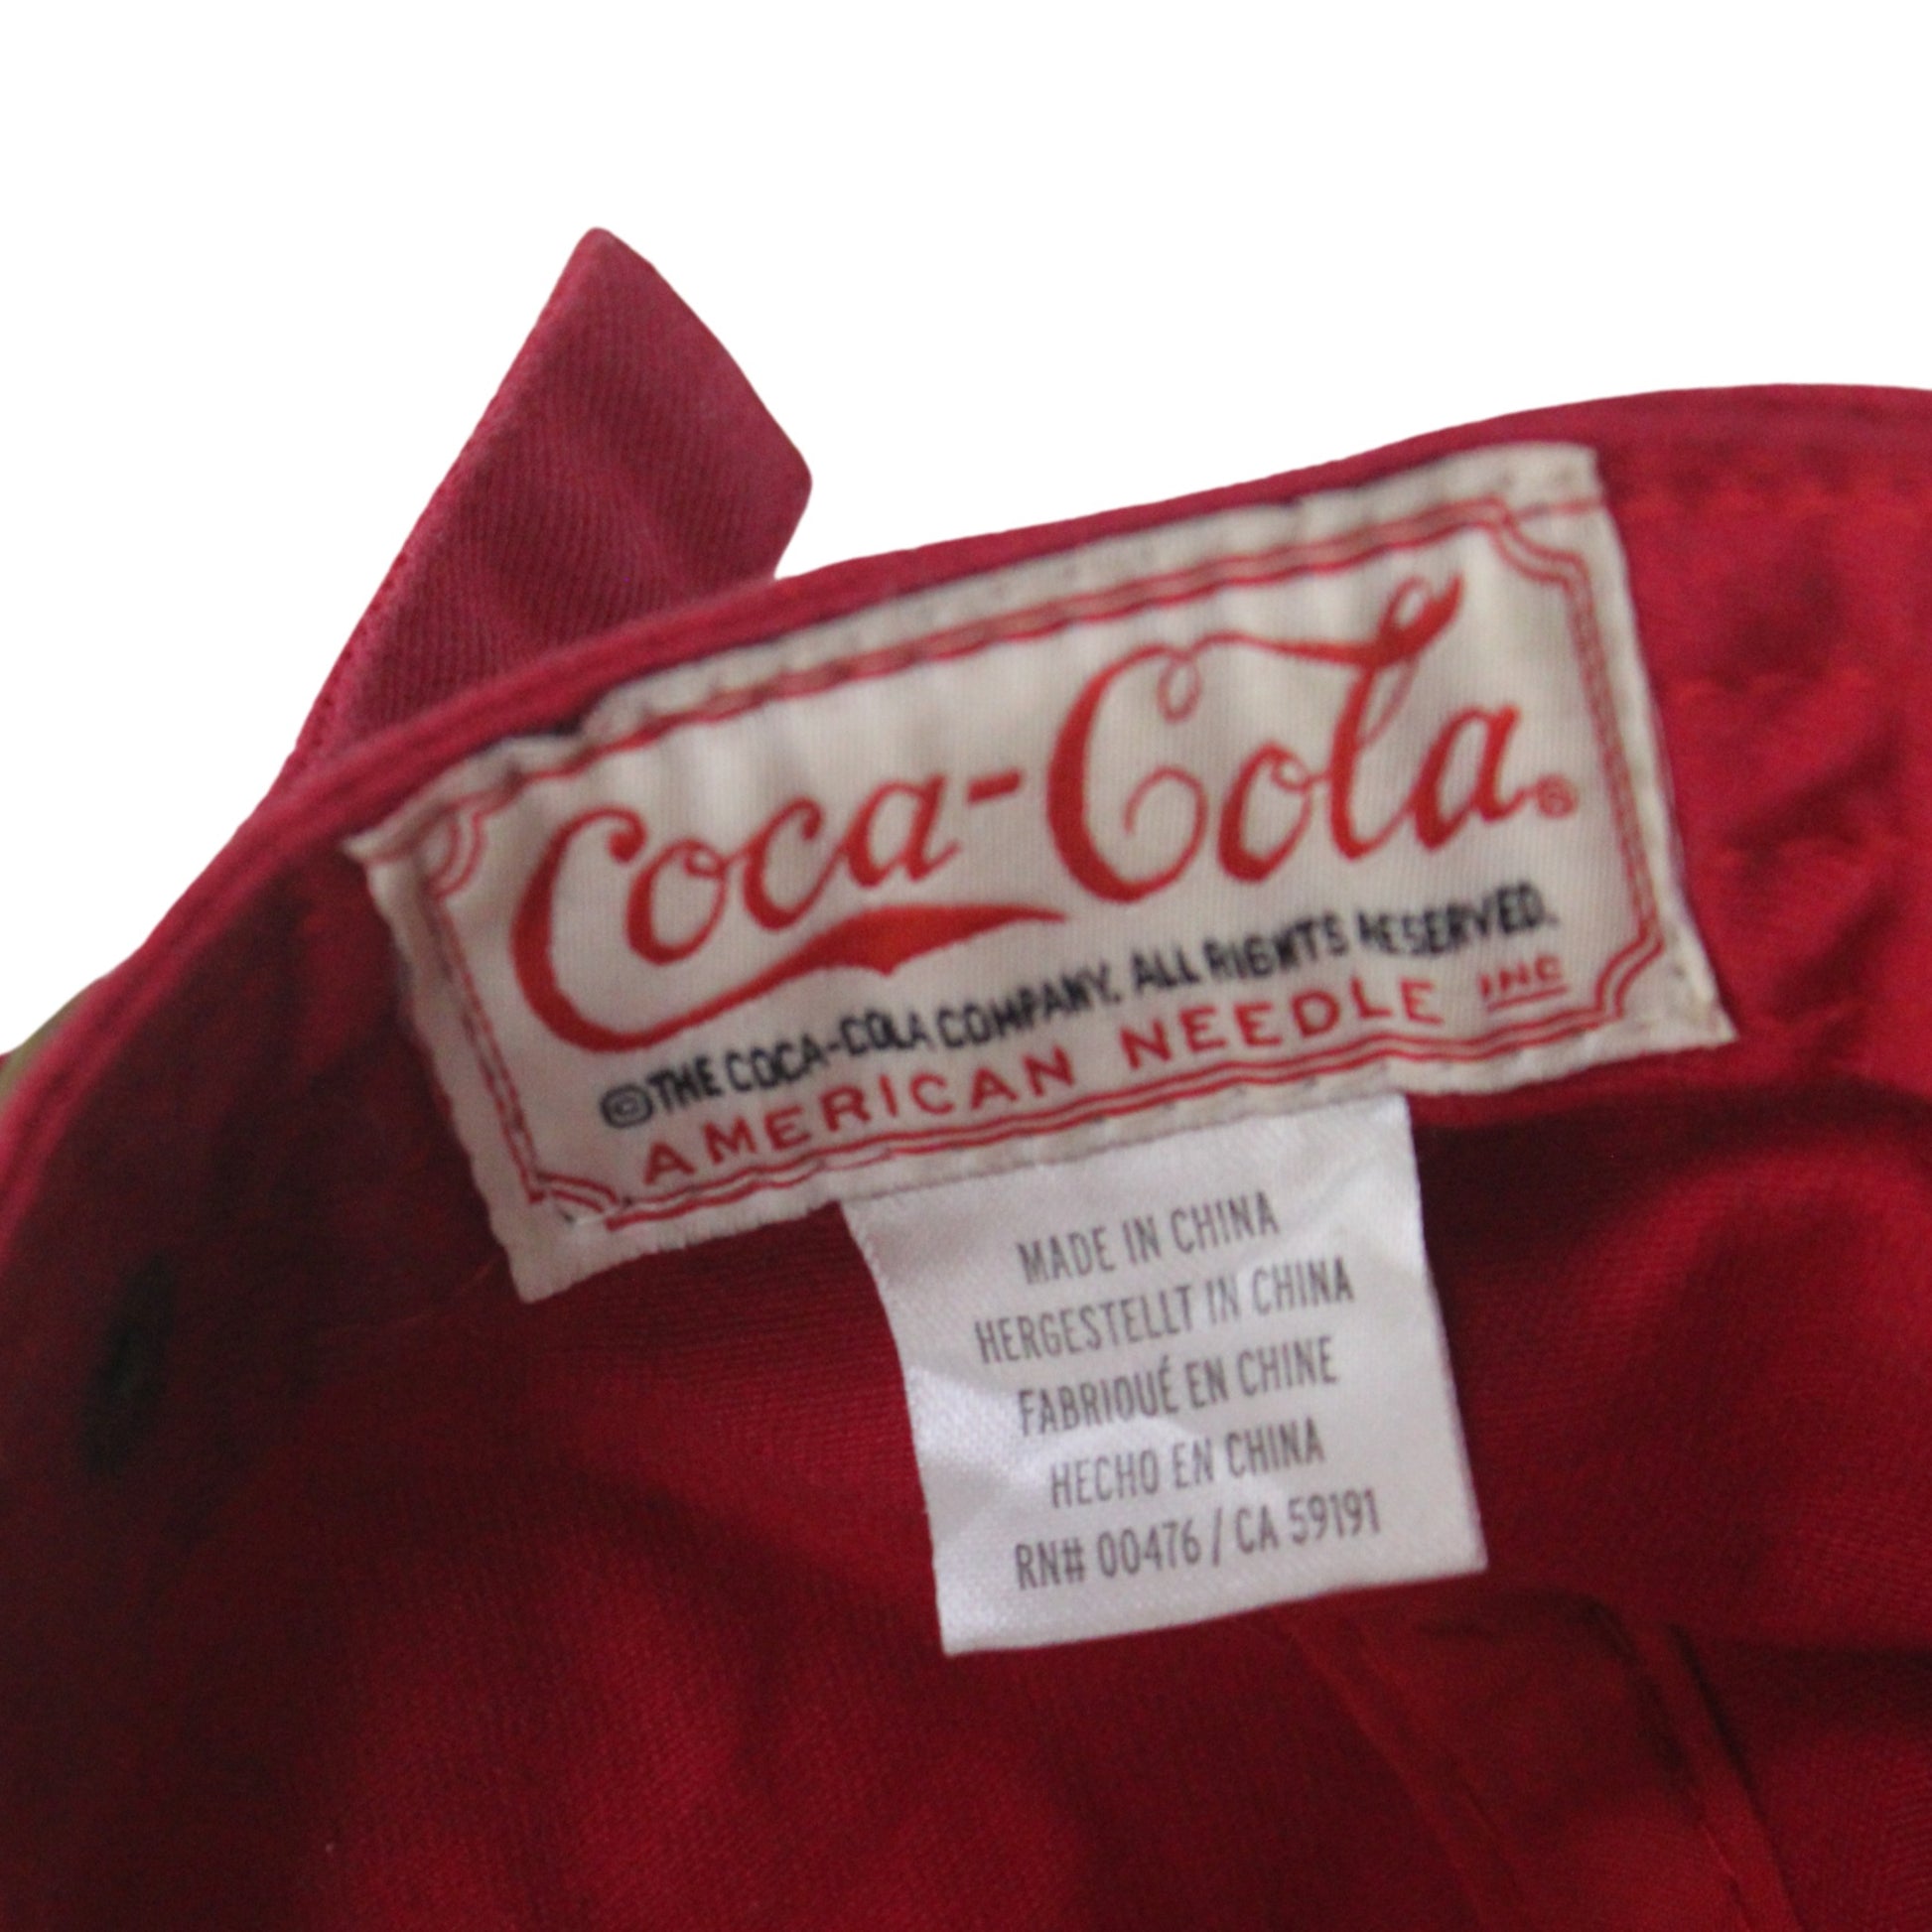 Coca-Cola®
©THE COCA-COLA COMPANY. ALL RIGHTS RESERVED.
AMERICAN NEEDLE INC
MADE IN CHINA
HERGESTELLT IN CHINA
FABRIQUÉ EN CHINE
HECHO EN CHINA
RN# 00476 / CA 59191